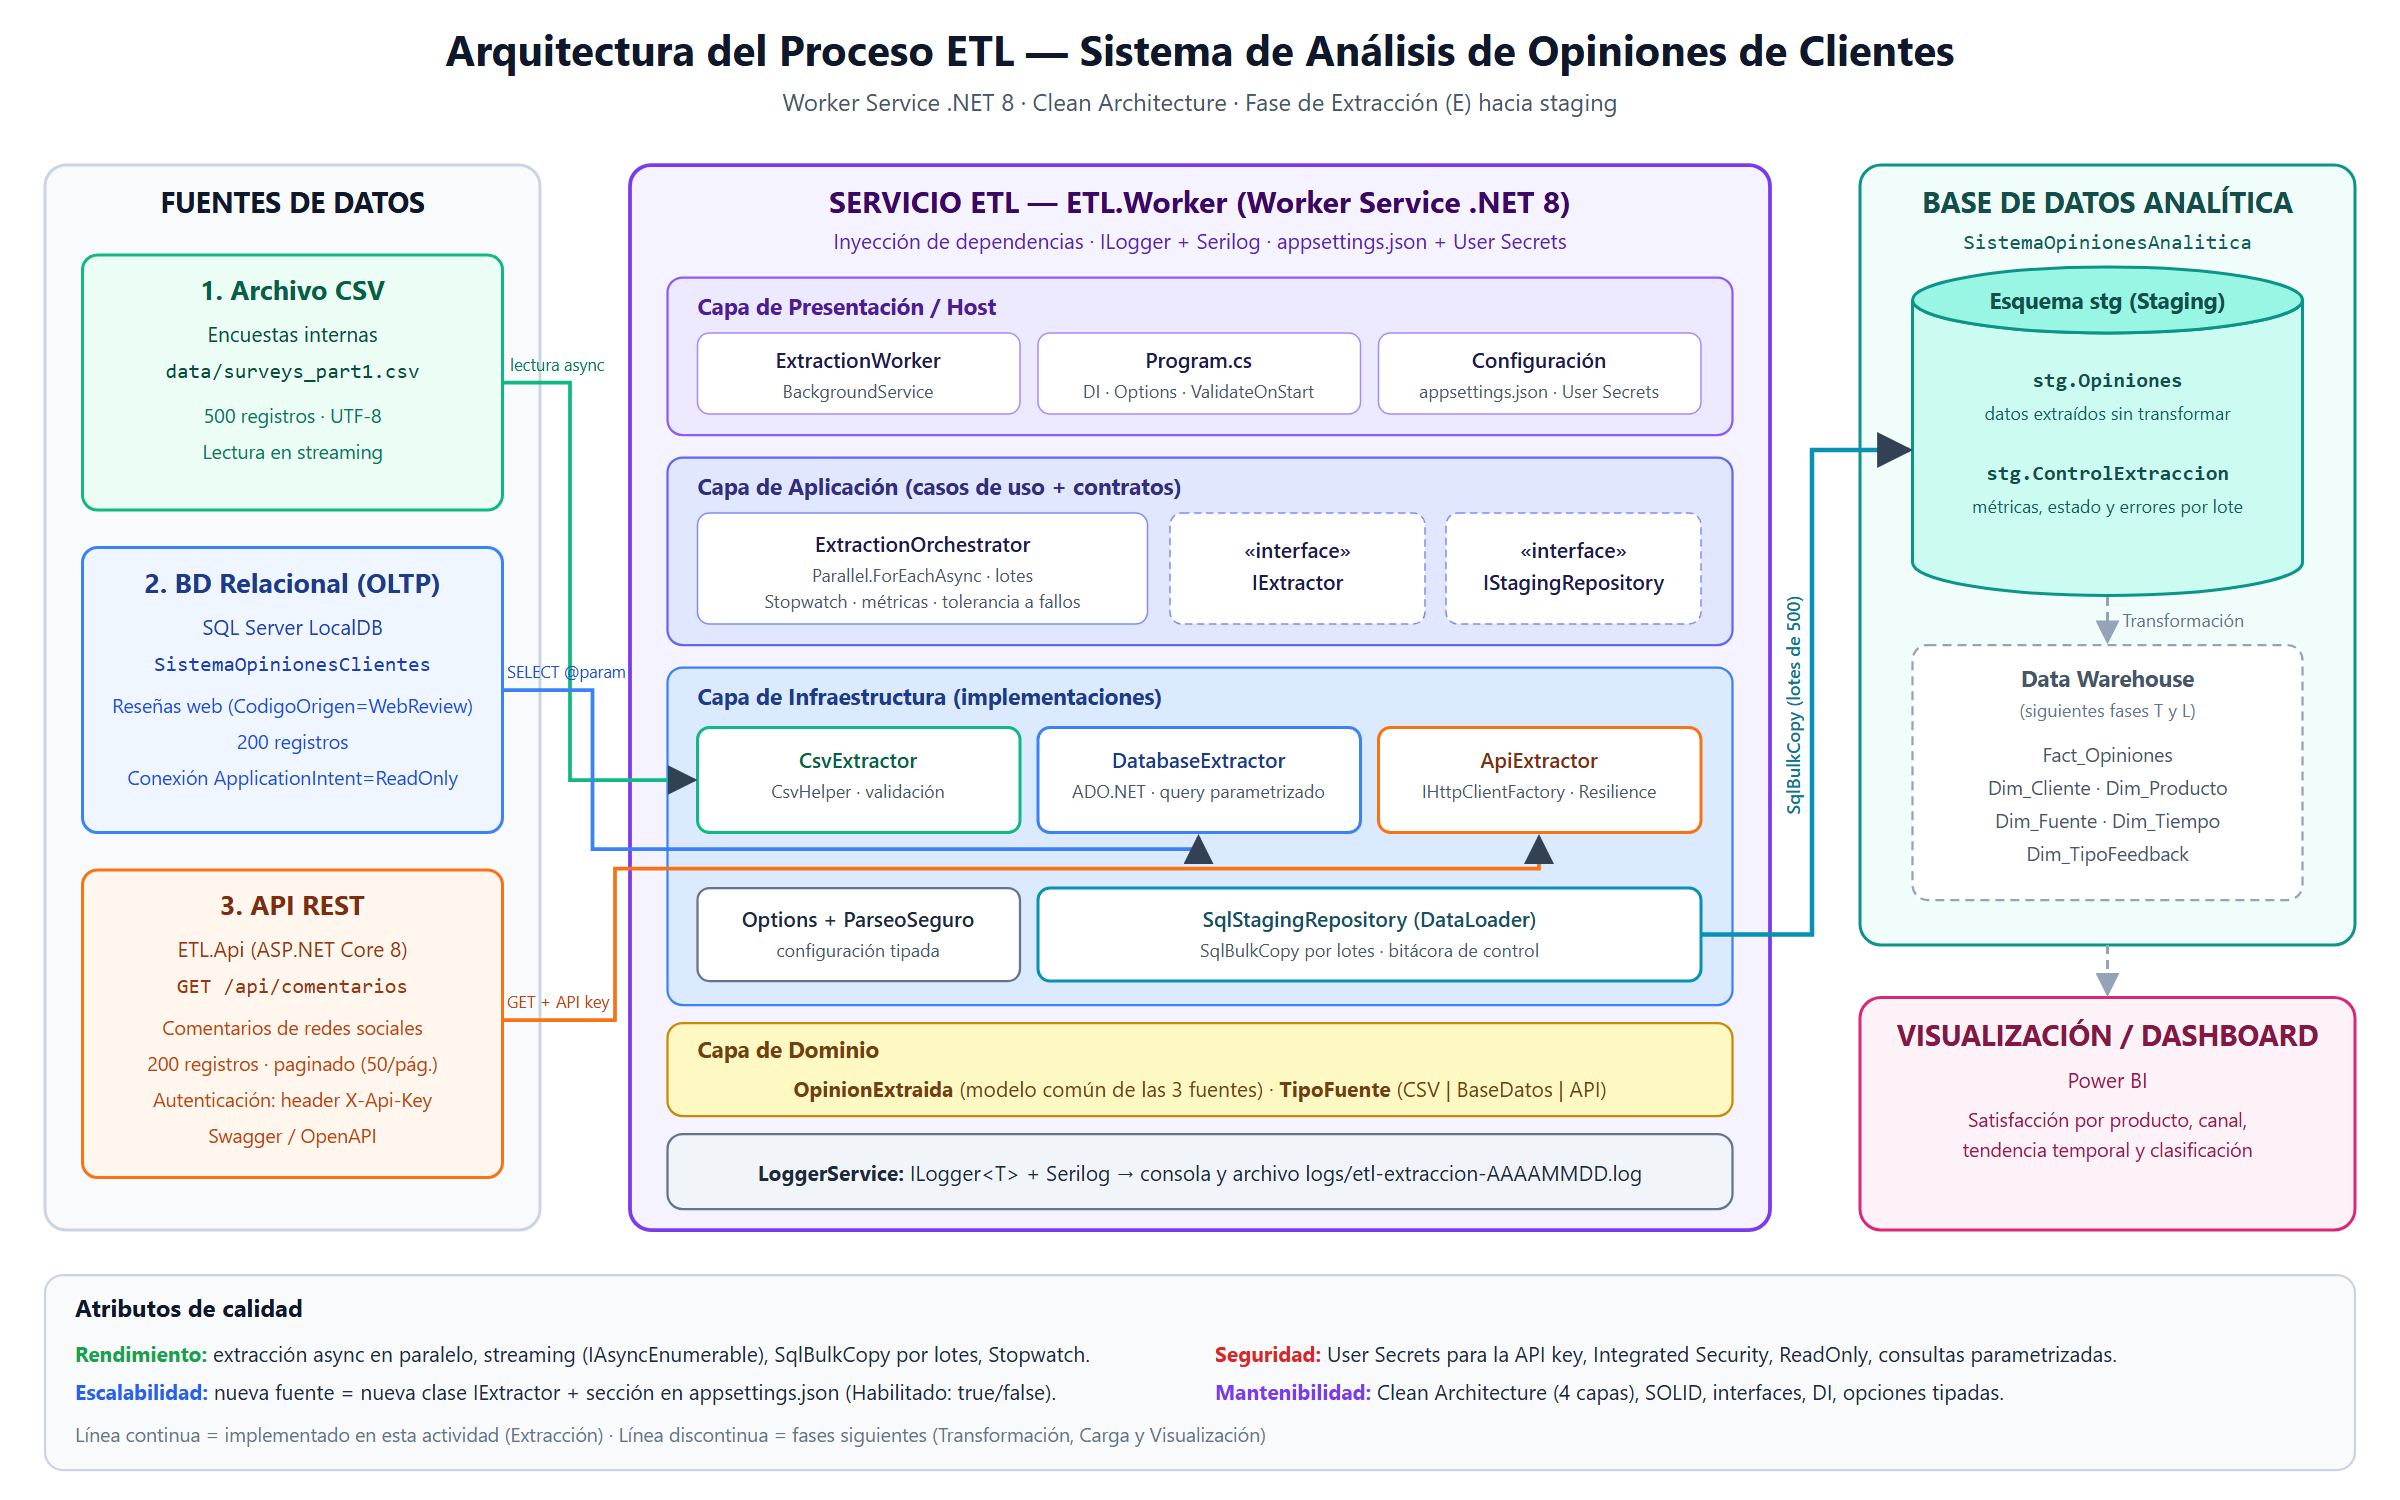 Arquitectura del Proceso ETL — Sistema de Análisis de Opiniones de Clientes
Worker Service .NET 8 · Clean Architecture · Fase de Extracción (E) hacia staging
FUENTES DE DATOS
1. Archivo CSV
Encuestas internas
data/surveys_part1.csv
500 registros · UTF-8
Lectura en streaming
2. BD Relacional (OLTP)
SQL Server LocalDB
SistemaOpinionesClientes
Reseñas web (CodigoOrigen=WebReview)
200 registros
Conexión ApplicationIntent=ReadOnly
3. API REST
ETL.Api (ASP.NET Core 8)
GET /api/comentarios
Comentarios de redes sociales
200 registros · paginado (50/pág.)
Autenticación: header X-Api-Key
Swagger / OpenAPI
lectura async
SELECT @param
GET + API key
SERVICIO ETL — ETL.Worker (Worker Service .NET 8)
Inyección de dependencias · ILogger + Serilog · appsettings.json + User Secrets
Capa de Presentación / Host
ExtractionWorker
BackgroundService
Program.cs
DI · Options · ValidateOnStart
Configuración
appsettings.json · User Secrets
Capa de Aplicación (casos de uso + contratos)
ExtractionOrchestrator
Parallel.ForEachAsync · lotes
Stopwatch · métricas · tolerancia a fallos
«interface»
IExtractor
«interface»
IStagingRepository
Capa de Infraestructura (implementaciones)
CsvExtractor
CsvHelper · validación
DatabaseExtractor
ADO.NET · query parametrizado
ApiExtractor
IHttpClientFactory · Resilience
Options + ParseoSeguro
configuración tipada
SqlStagingRepository (DataLoader)
SqlBulkCopy por lotes · bitácora de control
Capa de Dominio
OpinionExtraida (modelo común de las 3 fuentes) · TipoFuente (CSV | BaseDatos | API)
LoggerService: ILogger<T> + Serilog → consola y archivo logs/etl-extraccion-AAAAMMDD.log
SqlBulkCopy (lotes de 500)
BASE DE DATOS ANALÍTICA
SistemaOpinionesAnalitica
Esquema stg (Staging)
stg.Opiniones
datos extraídos sin transformar
stg.ControlExtraccion
métricas, estado y errores por lote
Transformación
Data Warehouse
(siguientes fases T y L)
Fact_Opiniones
Dim_Cliente · Dim_Producto
Dim_Fuente · Dim_Tiempo
Dim_TipoFeedback
VISUALIZACIÓN / DASHBOARD
Power BI
Satisfacción por producto, canal,
tendencia temporal y clasificación
Atributos de calidad
Rendimiento: extracción async en paralelo, streaming (IAsyncEnumerable), SqlBulkCopy por lotes, Stopwatch.
Seguridad: User Secrets para la API key, Integrated Security, ReadOnly, consultas parametrizadas.
Escalabilidad: nueva fuente = nueva clase IExtractor + sección en appsettings.json (Habilitado: true/false).
Mantenibilidad: Clean Architecture (4 capas), SOLID, interfaces, DI, opciones tipadas.
Línea continua = implementado en esta actividad (Extracción) · Línea discontinua = fases siguientes (Transformación, Carga y Visualización)